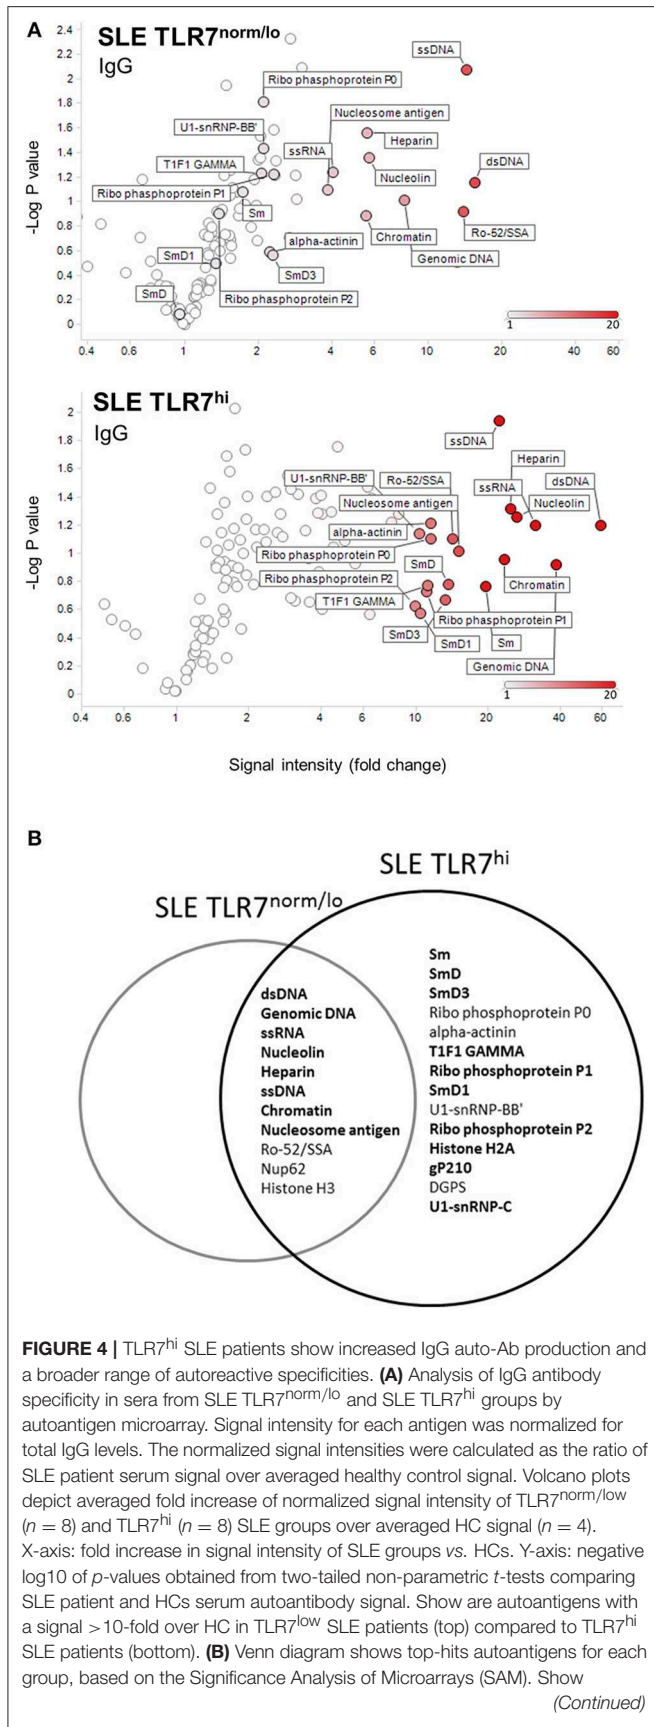 A
SLE TLR7norm/lo
IgG
-Log P value
2.4
2.2
2
1.8
1.6
1.4
1.2
1
0.8
0.6
0.4
0.2
0
ssDNA
Ribo phasphoprotein P0
Nucleosome antigen
U1-snRNP-BB'
Heparin
ssRNA
dsDNA
T1F1 GAMMA
Nucleolin
Ribo phasphoprotein P1
Sm
Ro-52/SSA
alpha-actinin
Chromatin
SmD1
Genomic DNA
SmD3
SmD
Ribo phasphoprotein P2
1 20
0.4 0.6 1 2 4 6 10 20 40 60
SLE TLR7hi
IgG
-Log P value
2
1.8
1.6
1.4
1.2
1
0.8
0.6
0.4
0.2
0
ssDNA
Heparin
U1-snRNP-BB'
Ro-52/SSA
dsDNA
ssRNA
Nucleosome antigen
Nucleolin
alpha-actinin
Ribo phasphoprotein P0
SmD
Ribo phasphoprotein P2
Chromatin
T1F1 GAMMA
Ribo phasphoprotein P1
SmD3
SmD1
Sm
Genomic DNA
1 20
0.4 0.6 1 2 4 6 10 20 40 60
Signal intensity (fold change)
B
SLE TLR7hi
SLE TLR7norm/lo
dsDNA
Genomic DNA
ssRNA
Nucleolin
Heparin
ssDNA
Chromatin
Nucleosome antigen
Ro-52/SSA
Nup62
Histone H3
Sm
SmD
SmD3
Ribo phosphoprotein P0
alpha-actinin
T1F1 GAMMA
Ribo phosphoprotein P1
SmD1
U1-snRNP-BB'
Ribo phosphoprotein P2
Histone H2A
gP210
DGPS
U1-snRNP-C
FIGURE 4 | TLR7hi SLE patients show increased IgG auto-Ab production and
a broader range of autoreactive specificities. (A) Analysis of IgG antibody
specificity in sera from SLE TLR7norm/lo and SLE TLR7hi groups by
autoantigen microarray. Signal intensity for each antigen was normalized for
total IgG levels. The normalized signal intensities were calculated as the ratio of
SLE patient serum signal over averaged healthy control signal. Volcano plots
depict averaged fold increase of normalized signal intensity of TLR7norm/low
(n = 8) and TLR7hi (n = 8) SLE groups over averaged HC signal (n = 4).
X-axis: fold increase in signal intensity of SLE groups vs. HCs. Y-axis: negative
log10 of p-values obtained from two-tailed non-parametric t-tests comparing
SLE patient and HCs serum autoantibody signal. Show are autoantigens with
a signal >10-fold over HC in TLR7low SLE patients (top) compared to TLR7hi
SLE patients (bottom). (B) Venn diagram shows top-hits autoantigens for each
group, based on the Significance Analysis of Microarrays (SAM). Show
(Continued)